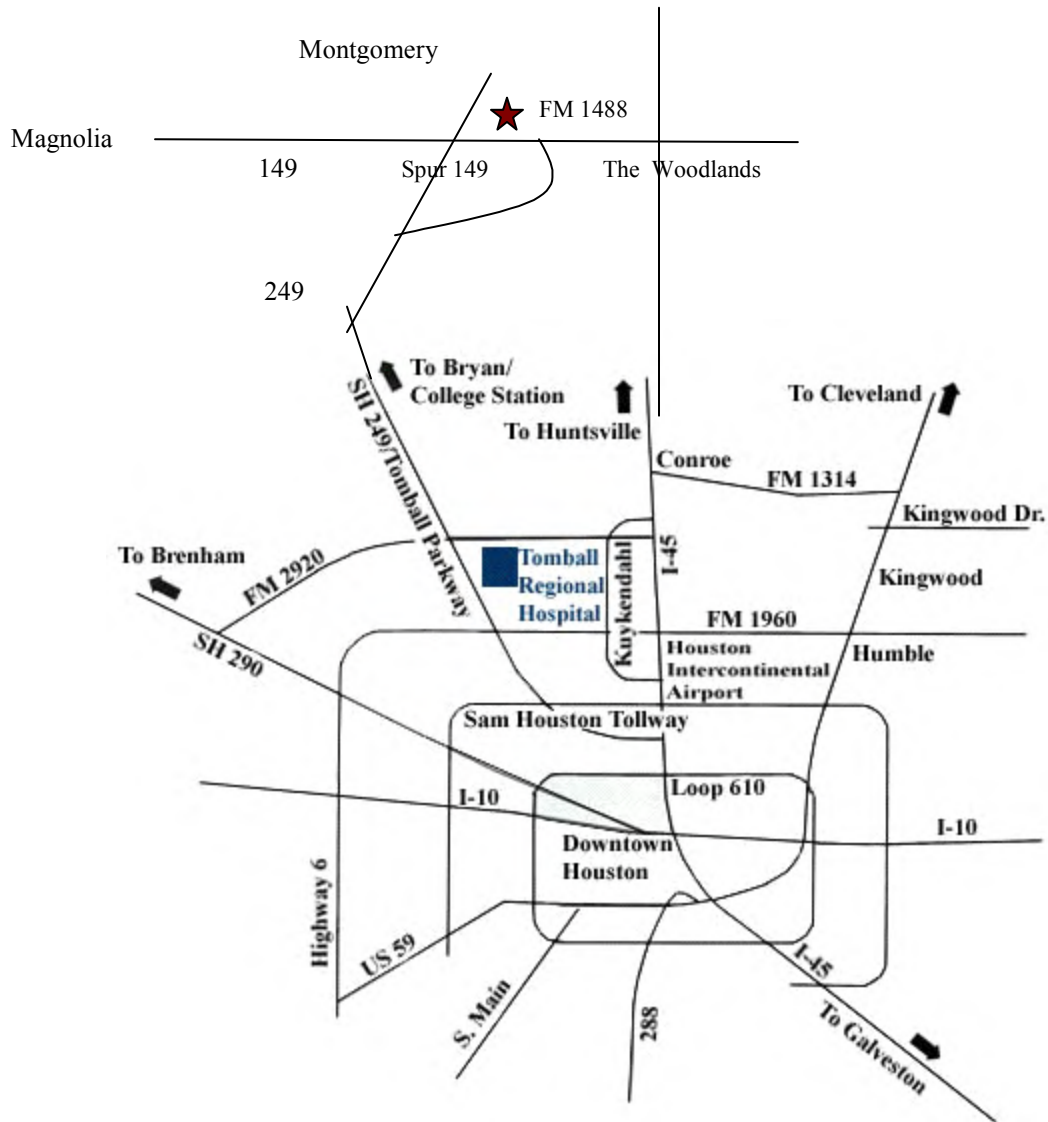 Montgomery
FM 1488
Magnolia
149
Spur 149
The Woodlands
249
To Bryan/
College Station
SH 249/Tomball Parkway
To Huntsville
To Cleveland
Conroe
FM 1314
Kingwood Dr.
To Brenham
FM 2920
Tomball
Regional
Hospital
Kuykendahl
I-45
Kingwood
SH 290
FM 1960
Houston
Intercontinental
Airport
Humble
Sam Houston Tollway
I-10
Loop 610
I-10
Downtown
Houston
Highway 6
US 59
S. Main
288
I-45
To Galveston